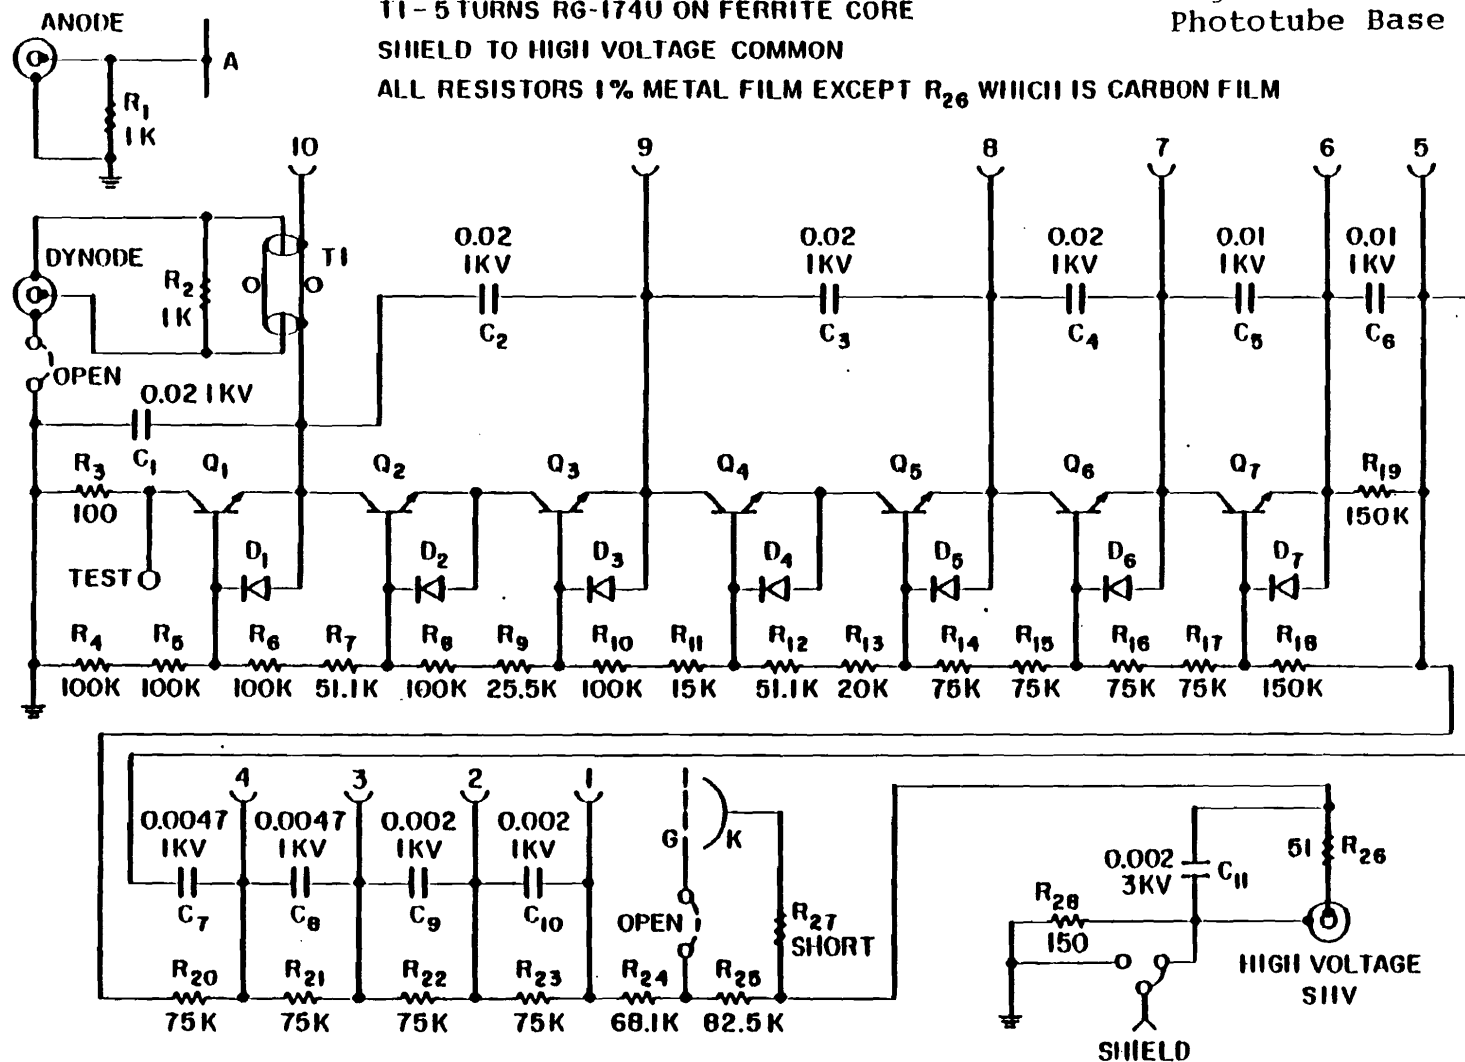 ANODE
T1 - 5 TURNS RG-174U ON FERRITE CORE
Phototube Base
SHIELD TO HIGH VOLTAGE COMMON
A
ALL RESISTORS 1% METAL FILM EXCEPT R26 WHICH IS CARBON FILM
R1
1K
10 9 8 7 6 5
DYNODE
T1
R2
1K
0.02 0.02 0.02 0.01 0.01
1KV 1KV 1KV 1KV 1KV
C2 C3 C4 C5 C6
OPEN
0.02 1KV
C1
R3 Q1 Q2 Q3 Q4 Q5 Q6 Q7 R19
100 150K
TEST
D1 D2 D3 D4 D5 D6 D7
R4 R5 R6 R7 R8 R9 R10 R11 R12 R13 R14 R15 R16 R17 R18
100K 100K 100K 51.1K 100K 25.5K 100K 15K 51.1K 20K 75K 75K 75K 75K 150K
4 3 2 1
0.0047 0.0047 0.002 0.002
1KV 1KV 1KV 1KV
C7 C8 C9 C10
G K
OPEN
R27
SHORT
R20 R21 R22 R23 R24 R25
75K 75K 75K 75K 68.1K 82.5K
0.002
3KV
C11
51 R26
R28
150
HIGH VOLTAGE
SHV
SHIELD